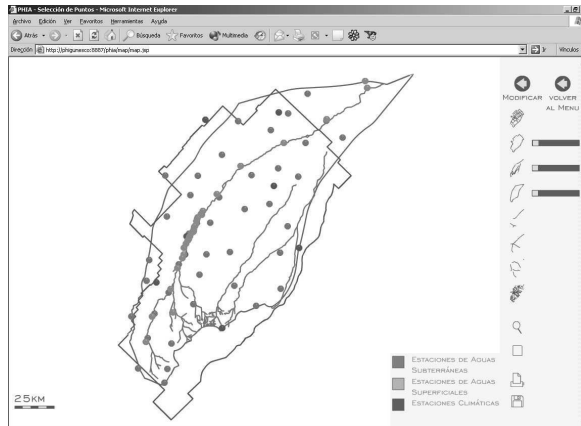 PHIA - Selección de Puntos - Microsoft Internet Explorer
Archivo Edición Ver Favoritos Herramientas Ayuda
Atrás Búsqueda Favoritos Multimedia
Dirección http://phigunesco:8887/phia/map/map.jsp Ir Vínculos
MODIFICAR VOLVER AL MENU
ESTACIONES DE AGUAS
SUBTERRÁNEAS
ESTACIONES DE AGUAS
SUPERFICIALES
ESTACIONES CLIMÁTICAS
25KM